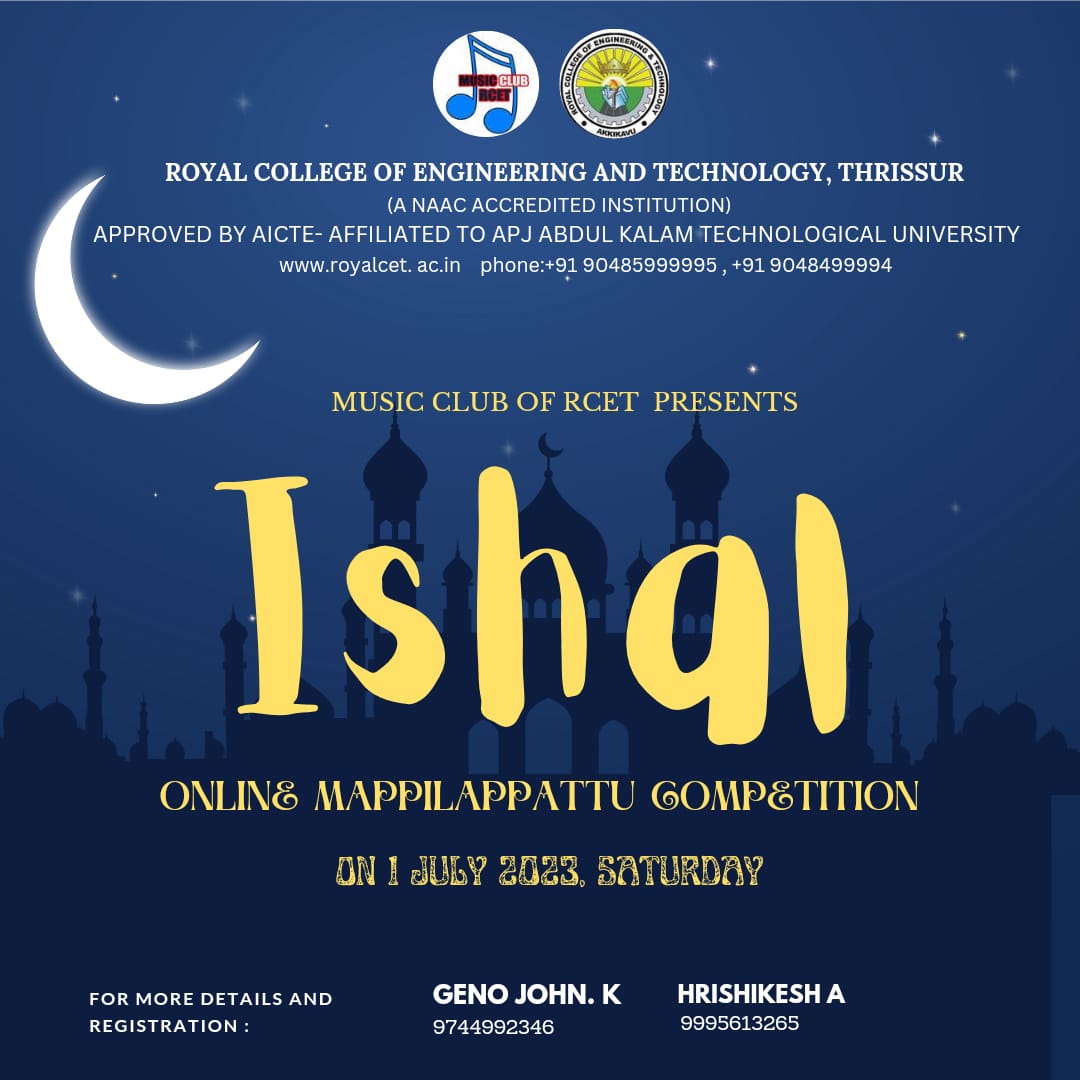 MUSIC CLUB
RCET
ROYAL COLLEGE OF ENGINEERING & TECHNOLOGY
AKKIKAVU
ROYAL COLLEGE OF ENGINEERING AND TECHNOLOGY, THRISSUR
(A NAAC ACCREDITED INSTITUTION)
APPROVED BY AICTE- AFFILIATED TO APJ ABDUL KALAM TECHNOLOGICAL UNIVERSITY
www.royalcet. ac.in phone:+91 90485999995 , +91 9048499994
MUSIC CLUB OF RCET PRESENTS
Ishal
ONLINE MAPPILAPPATTU COMPETITION
ON 1 JULY 2023, SATURDAY
FOR MORE DETAILS AND
REGISTRATION :
GENO JOHN. K
9744992346
HRISHIKESH A
9995613265